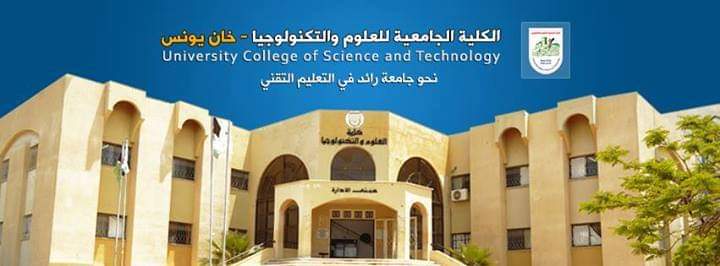 الكلية الجامعية للعلوم والتكنولوجيا - خان يونس
University College of Science and Technology
نحو جامعة رائد في التعليم التقني
كلية
العلوم والتكنولوجيا
مبنى الإدارة